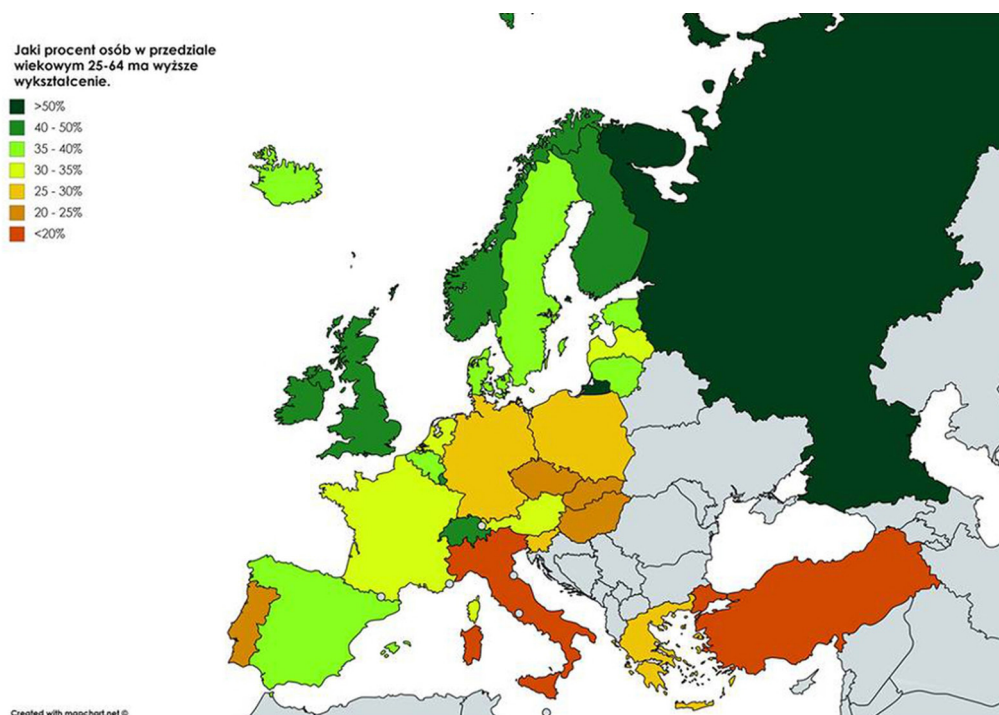 Jaki procent osób w przedziale
wiekowym 25-64 ma wyższe
wykształcenie.
>50%
40 - 50%
35 - 40%
30 - 35%
25 - 30%
20 - 25%
<20%
Created with mapchart.net ©